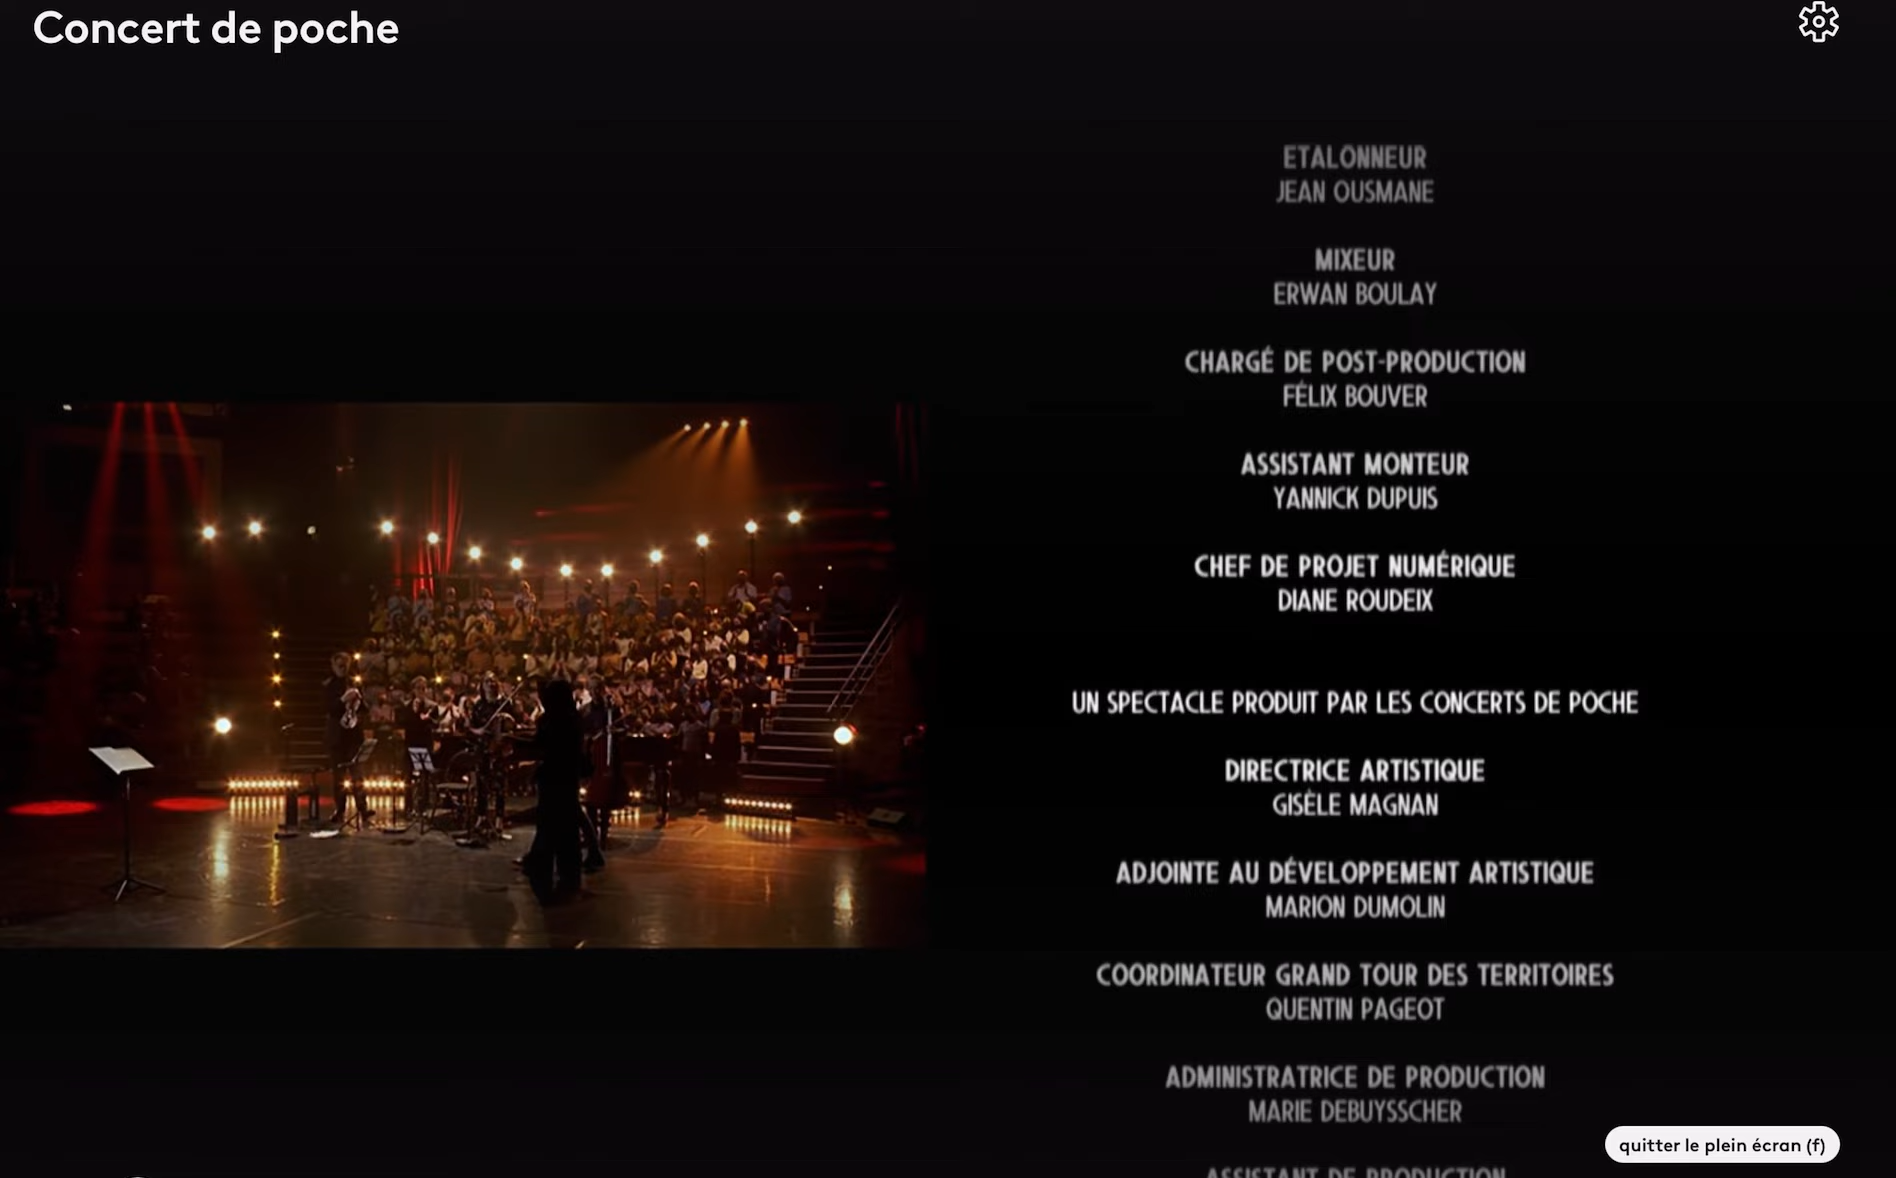 Concert de poche
ETALONNEUR
JEAN OUSMANE
MIXEUR
ERWAN BOULAY
CHARGÉ DE POST-PRODUCTION
FÉLIX BOUVER
ASSISTANT MONTEUR
YANNICK DUPUIS
CHEF DE PROJET NUMÉRIQUE
DIANE ROUDEIX
UN SPECTACLE PRODUIT PAR LES CONCERTS DE POCHE
DIRECTRICE ARTISTIQUE
GISÈLE MAGNAN
ADJOINTE AU DÉVELOPPEMENT ARTISTIQUE
MARION DUMOLIN
COORDINATEUR GRAND TOUR DES TERRITOIRES
QUENTIN PAGEOT
ADMINISTRATRICE DE PRODUCTION
MARIE DEBUYSSCHER
ASSISTANT DE PRODUCTION
quitter le plein écran (f)